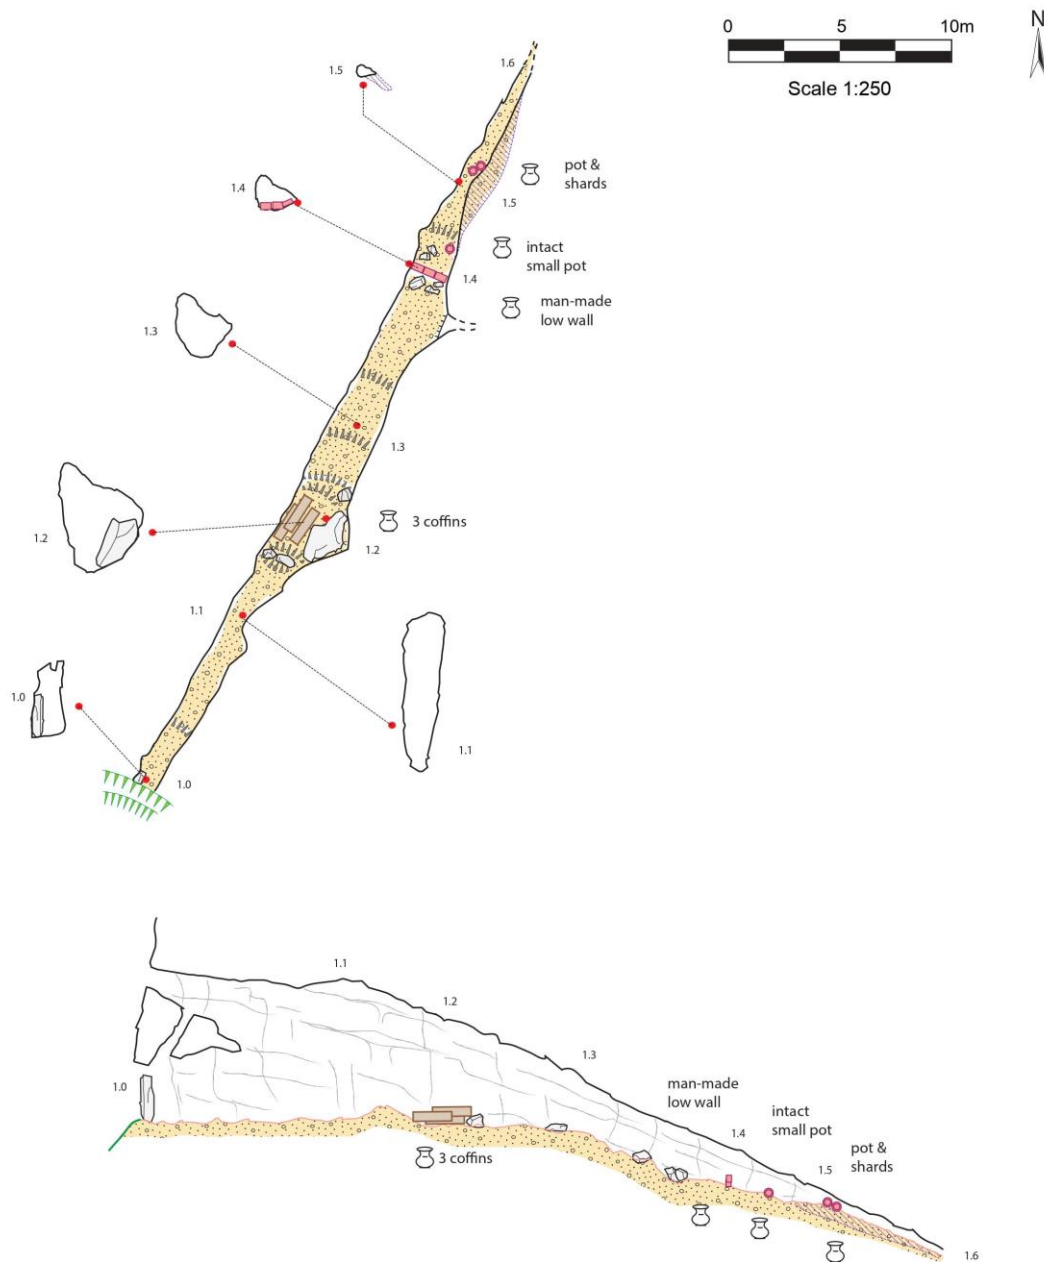 0 5 10m
N
Scale 1:250
1.6
1.5
pot &
shards
1.5
1.4
intact
small pot
1.4
man-made
low wall
1.3
1.3
3 coffins
1.2
1.2
1.1
1.0
1.1
1.0
1.1
1.2
1.3
man-made
low wall
1.0
intact
small pot
1.4
pot &
shards
1.5
3 coffins
1.6